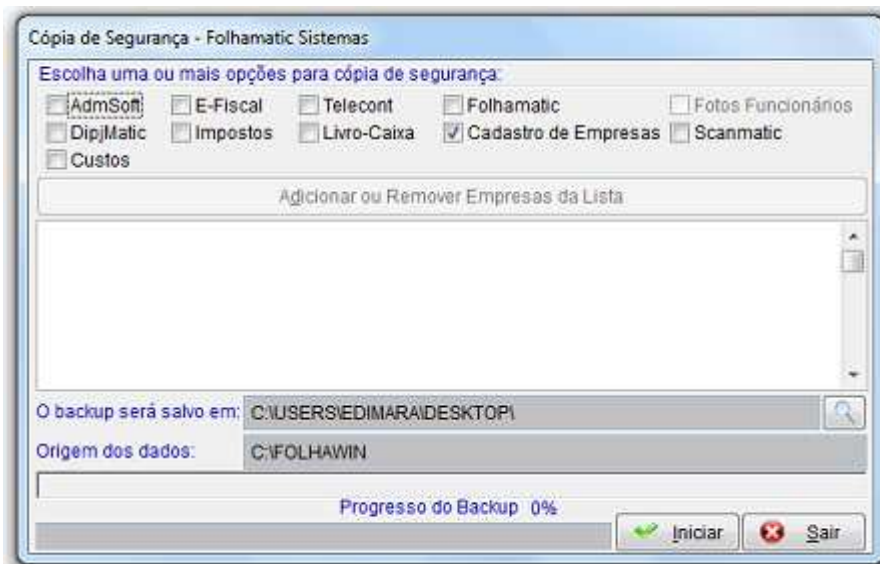 Cópia de Segurança - Folhamatic Sistemas
Escolha uma ou mais opções para cópia de segurança:
AdmSoft E-Fiscal Telecont Folhamatic Fotos Funcionários
DipjMatic Impostos Livro-Caixa Cadastro de Empresas Scanmatic
Custos
Adicionar ou Remover Empresas da Lista
O backup será salvo em: C:\USERS\EDIMARA\DESKTOP\
Origem dos dados: C:\FOLHAWIN
Progresso do Backup 0%
Iniciar Sair